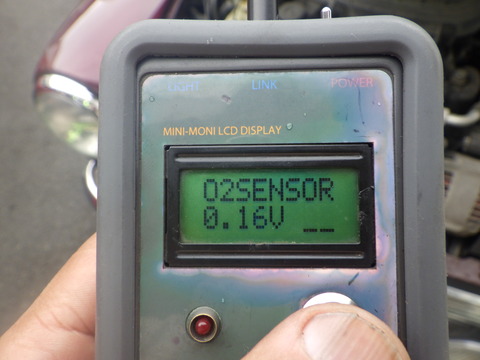 LIGHT LINK POWER
MINI-MONI LCD DISPLAY
O2SENSOR
0.16V __